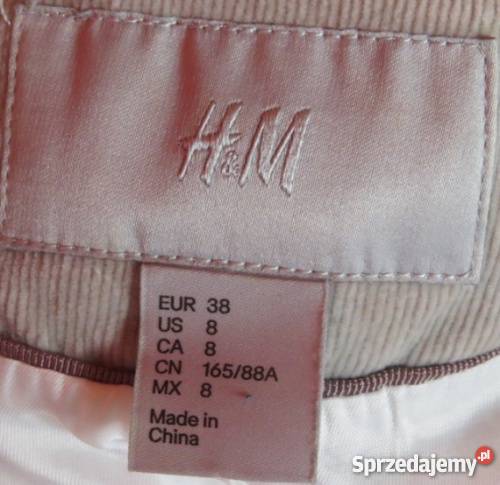 H&M
EUR 38
US 8
CA 8
CN 165/88A
MX 8
Made in
China
Sprzedajemy.pl